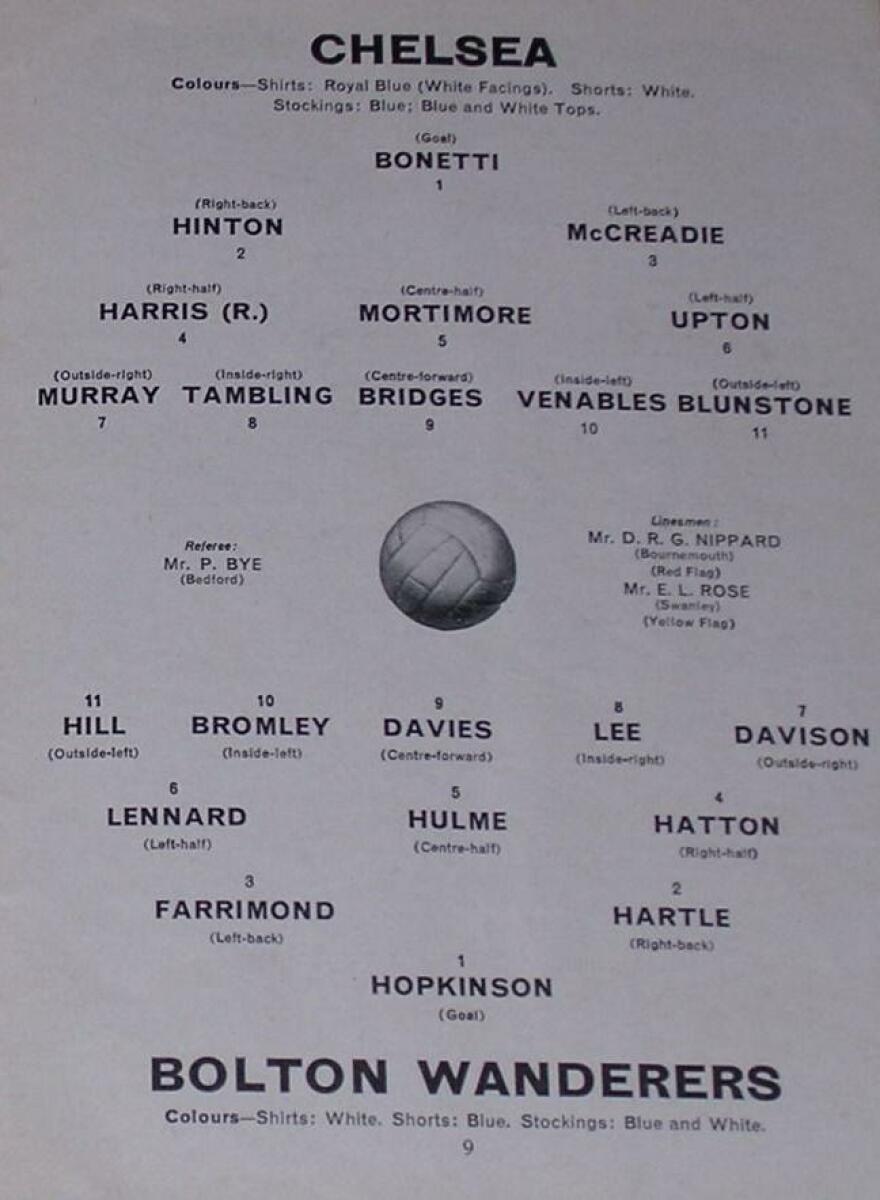 CHELSEA
Colours—Shirts: Royal Blue (White Facings). Shorts: White.
Stockings: Blue; Blue and White Tops.
(Goal)
BONETTI
1
(Right-back) (Left-back)
HINTON McCREADIE
2 3
(Right-half) (Centre-half) (Left-half)
HARRIS (R.) MORTIMORE UPTON
4 5 6
(Outside-right) (Inside-right) (Centre-forward) (Inside-left) (Outside-left)
MURRAY TAMBLING BRIDGES VENABLES BLUNSTONE
7 8 9 10 11
Referee:
Mr. P. BYE
(Bedford)
Linesmen:
Mr. D. R. G. NIPPARD
(Bournemouth)
(Red Flag)
Mr. E. L. ROSE
(Swanley)
(Yellow Flag)
11 10 9 8 7
HILL BROMLEY DAVIES LEE DAVISON
(Outside-left) (Inside-left) (Centre-forward) (Inside-right) (Outside-right)
6 5 4
LENNARD HULME HATTON
(Left-half) (Centre-half) (Right-half)
3 2
FARRIMOND HARTLE
(Left-back) (Right-back)
1
HOPKINSON
(Goal)
BOLTON WANDERERS
Colours—Shirts: White. Shorts: Blue. Stockings: Blue and White.
9